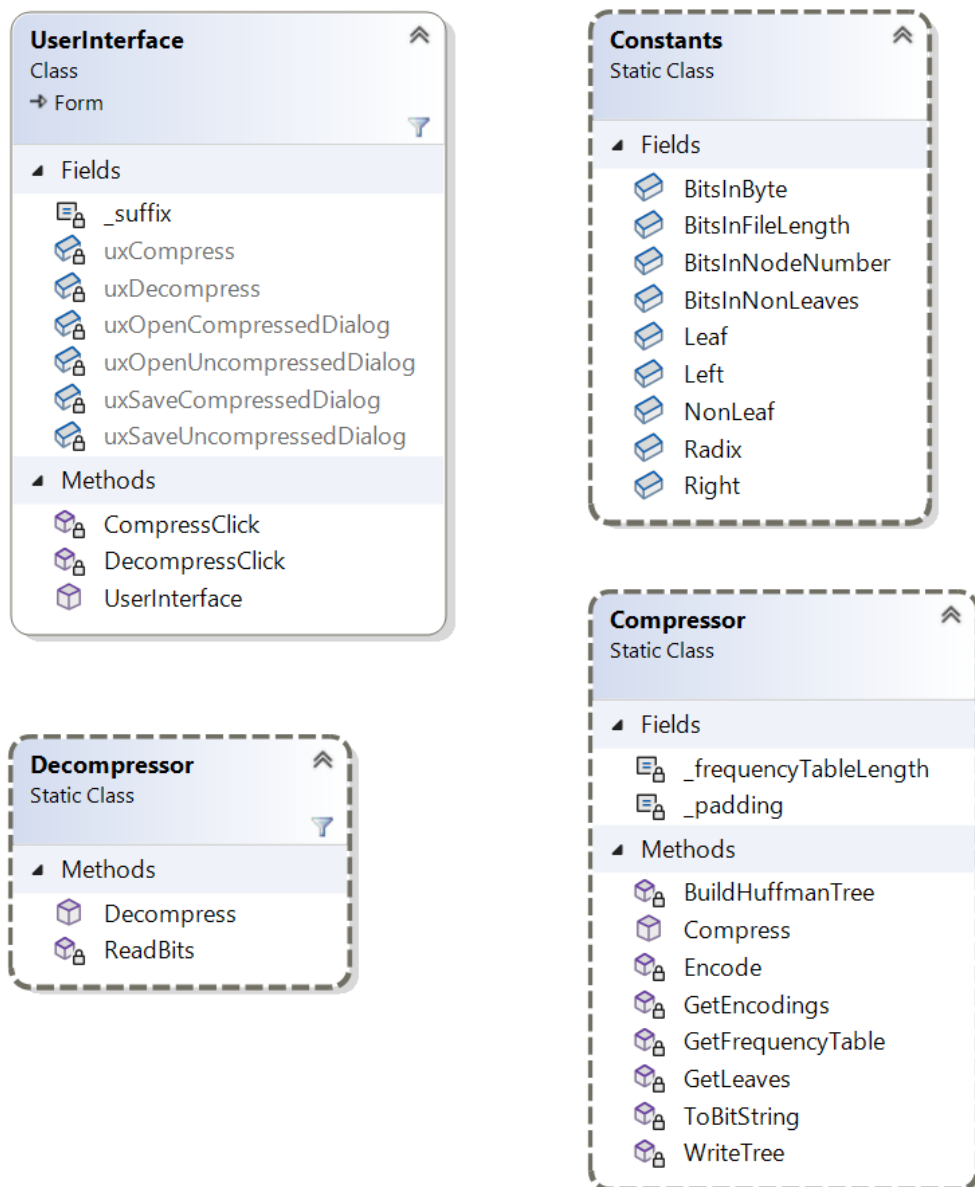 UserInterface
Class
Form
Fields
_suffix
uxCompress
uxDecompress
uxOpenCompressedDialog
uxOpenUncompressedDialog
uxSaveCompressedDialog
uxSaveUncompressedDialog
Methods
CompressClick
DecompressClick
UserInterface
Constants
Static Class
Fields
BitsInByte
BitsInFileLength
BitsInNodeNumber
BitsInNonLeaves
Leaf
Left
NonLeaf
Radix
Right
Decompressor
Static Class
Methods
Decompress
ReadBits
Compressor
Static Class
Fields
_frequencyTableLength
_padding
Methods
BuildHuffmanTree
Compress
Encode
GetEncodings
GetFrequencyTable
GetLeaves
ToBitString
WriteTree